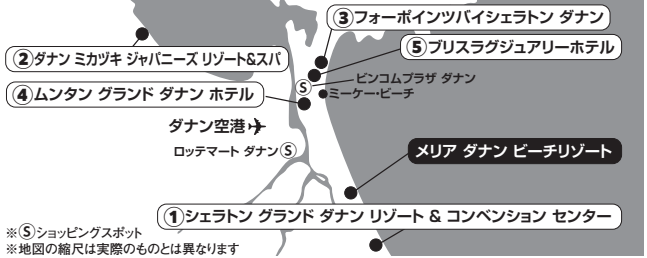 ③フォーポインツバイシェラトン ダナン
②ダナン ミカヅキ ジャパニーズ リゾート&スパ
⑤ブリスラグジュアリーホテル
Ⓢ
ビンコムプラザ ダナン
④ムンタン グランド ダナン ホテル
ミーケー・ビーチ
ダナン空港✈
ロッテマート ダナンⓈ
メリア ダナン ビーチリゾート
①シェラトン グランド ダナン リゾート & コンベンション センター
※Ⓢショッピングスポット
※地図の縮尺は実際のものとは異なります